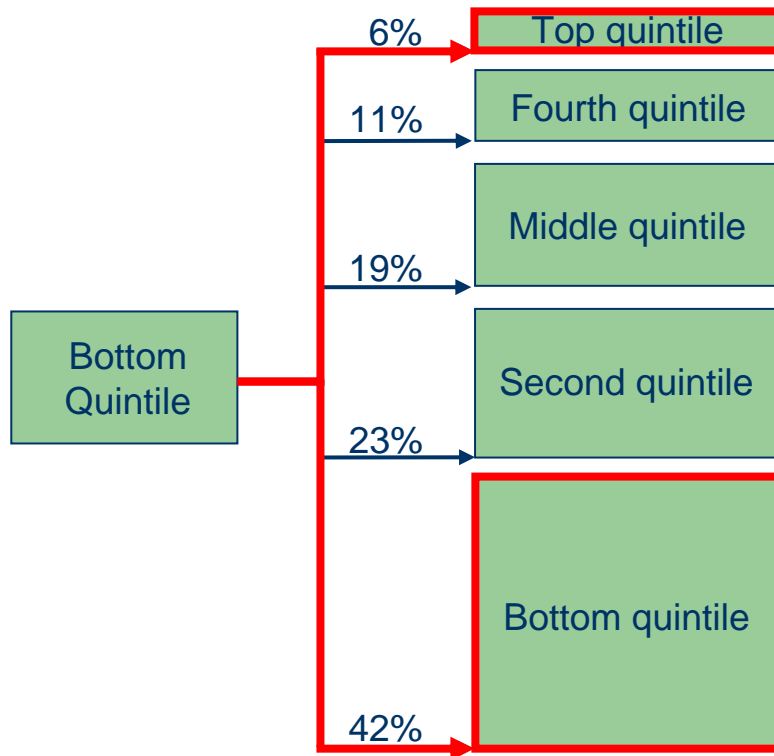 6%
Top quintile
11%
Fourth quintile
19%
Middle quintile
Bottom
Quintile
23%
Second quintile
42%
Bottom quintile